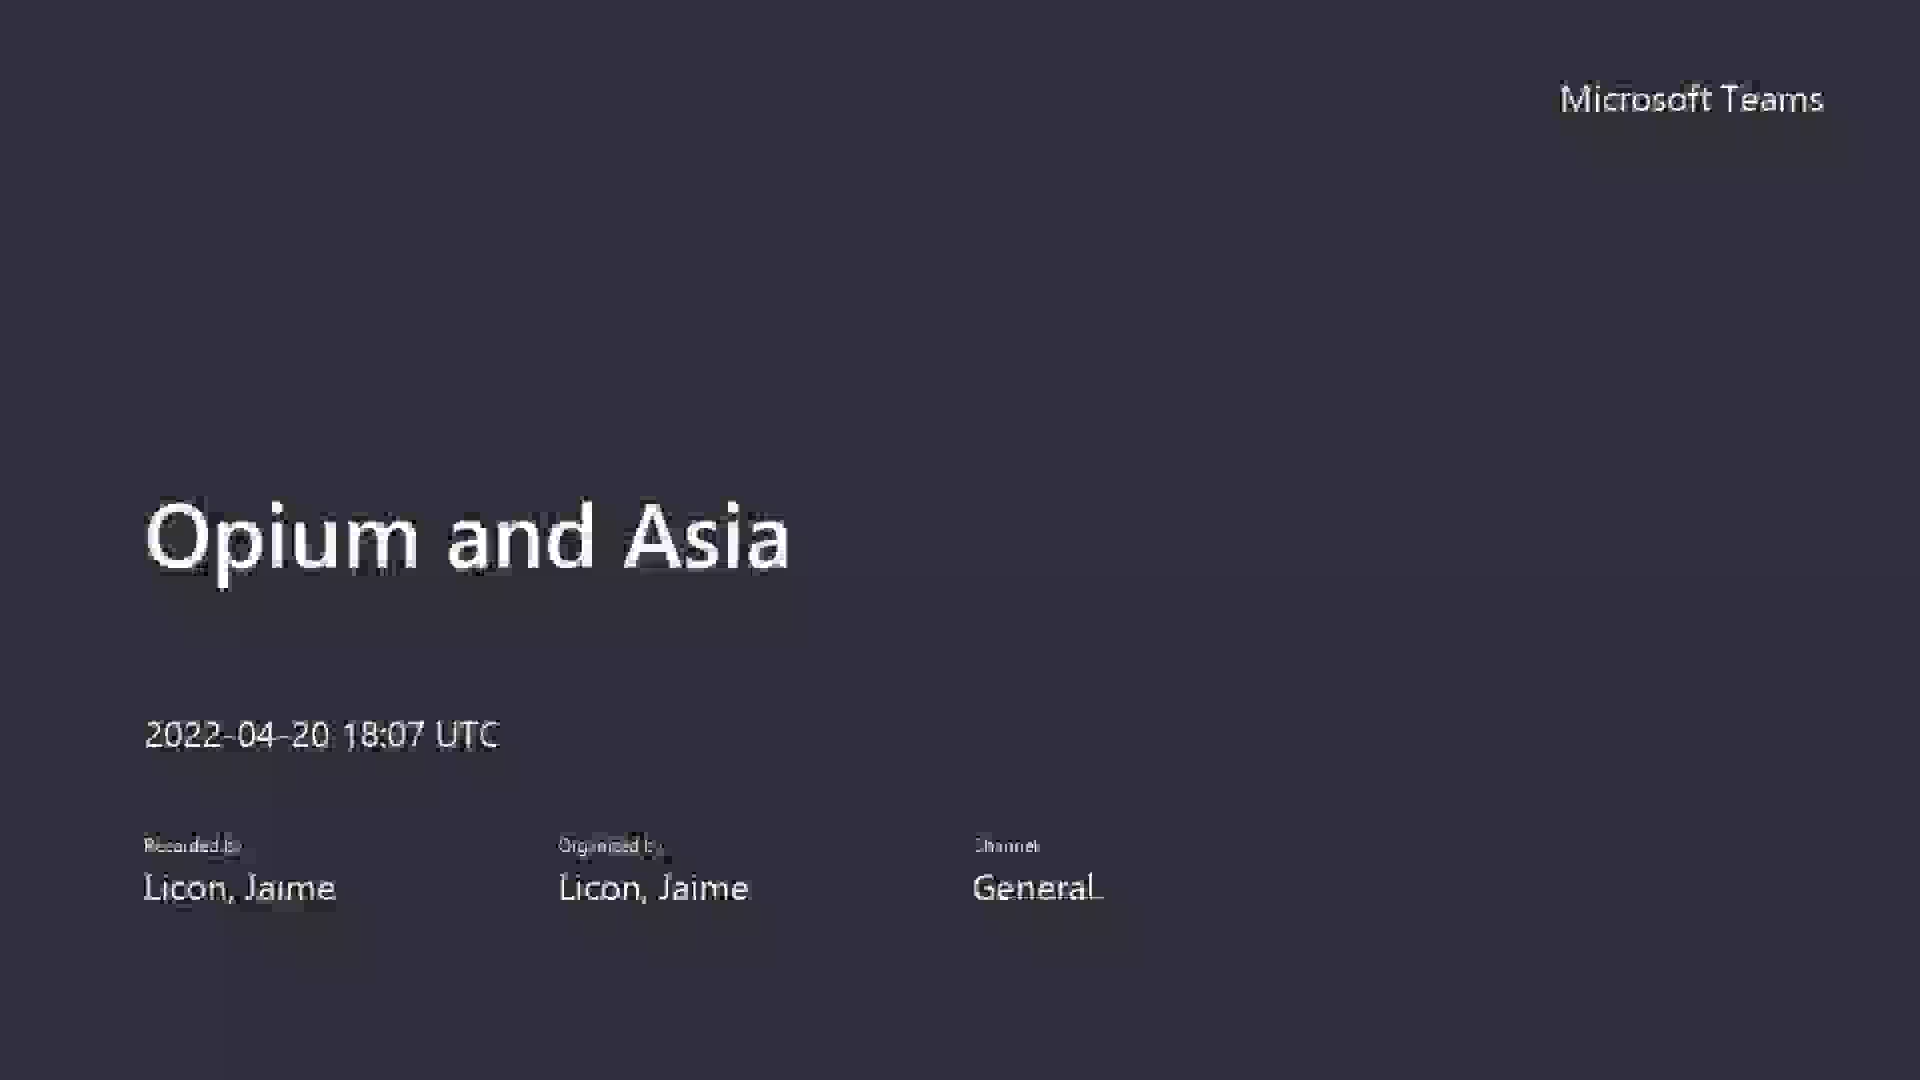 Microsoft Teams
Opium and Asia
2022-04-20 18:07 UTC
Recorded by
Organized by
Channel
Licon, Jaime
Licon, Jaime
General